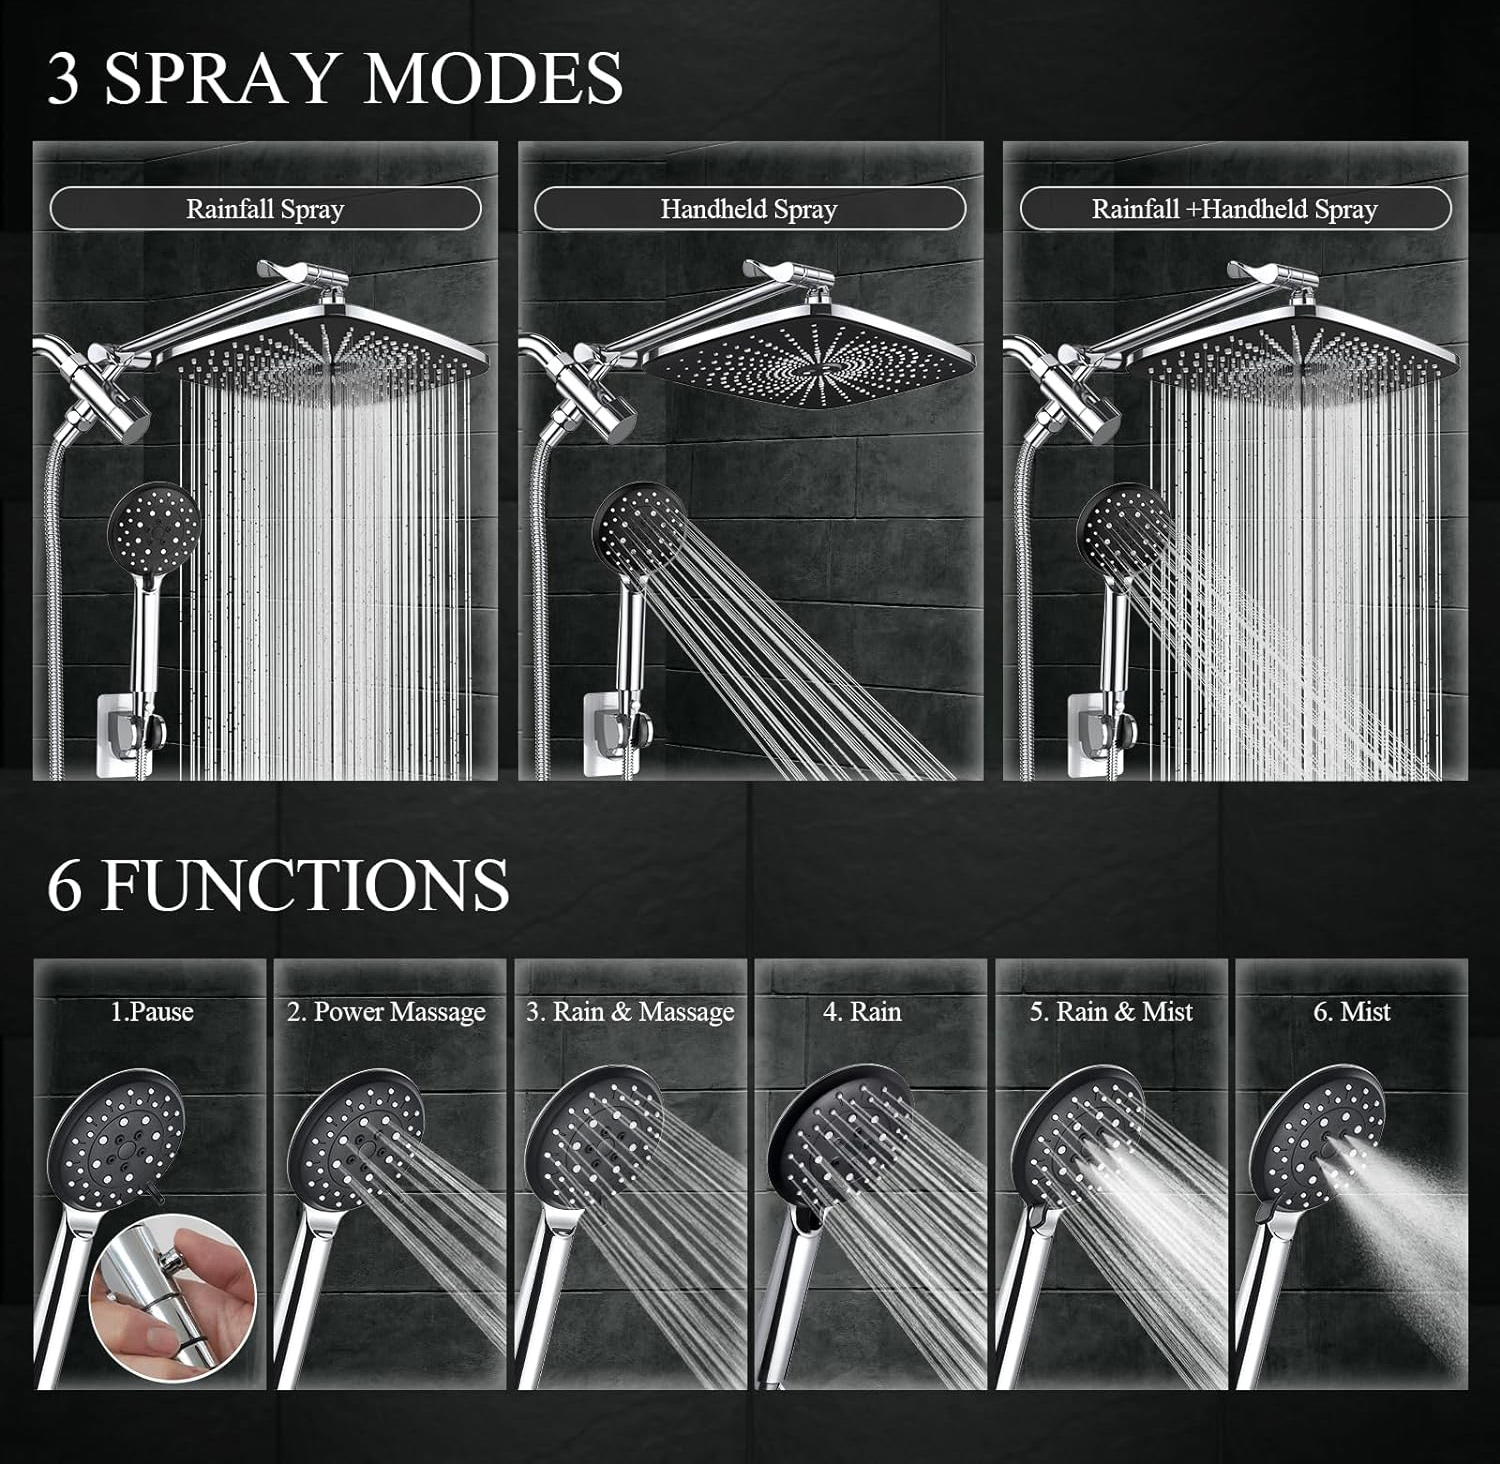 3 SPRAY MODES
Rainfall Spray
Handheld Spray
Rainfall +Handheld Spray
6 FUNCTIONS
1.Pause
2. Power Massage
3. Rain & Massage
4. Rain
5. Rain & Mist
6. Mist